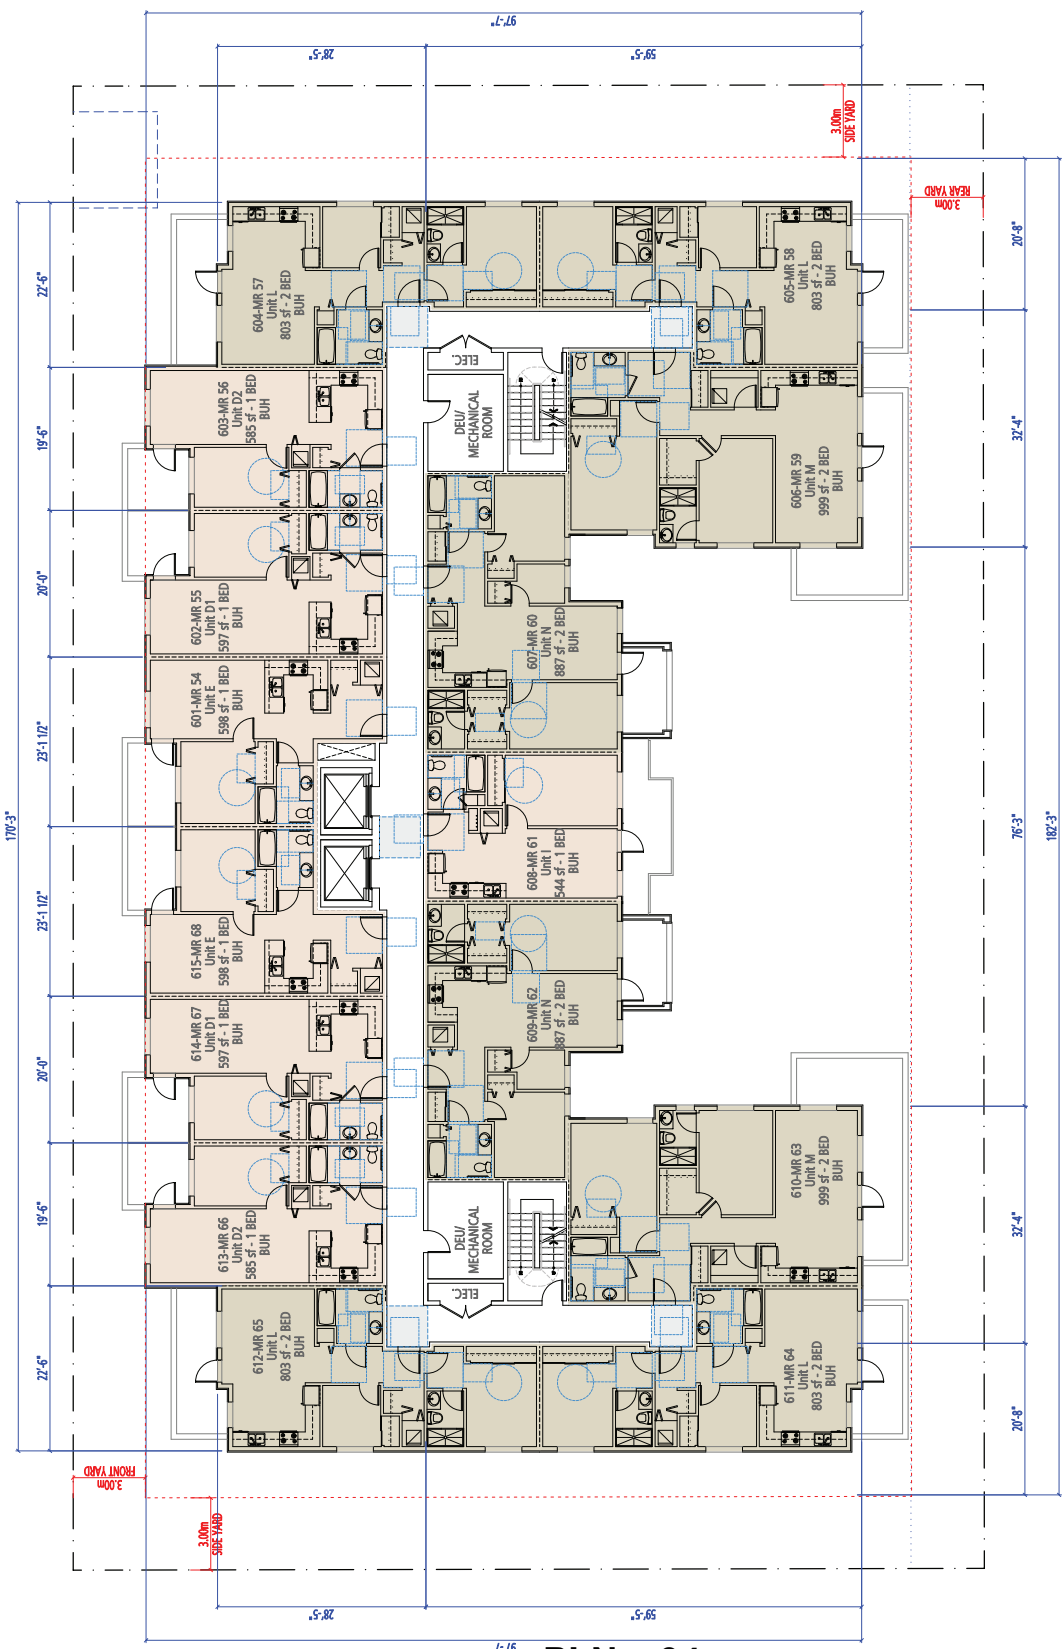 97'-7"
28'-5"
59'-5"
3.00m
SIDE YARD
3.00m
REAR YARD
22'-6"
19'-6"
20'-0"
23'-1 1/2"
23'-1 1/2"
20'-0"
19'-6"
22'-6"
170'-3"
20'-8"
32'-4"
76'-3"
32'-4"
20'-8"
182'-3"
604-MR 57
Unit L
803 sf - 2 BED
BUH
605-MR 58
Unit L
803 sf - 2 BED
BUH
ELEC.
DEU/
MECHANICAL
ROOM
603-MR 56
Unit D2
585 sf - 1 BED
BUH
606-MR 59
Unit M
999 sf - 2 BED
BUH
602-MR 55
Unit D1
597 sf - 1 BED
BUH
607-MR 60
Unit N
887 sf - 2 BED
BUH
601-MR 54
Unit E
598 sf - 1 BED
BUH
608-MR 61
Unit I
544 sf - 1 BED
BUH
615-MR 68
Unit E
598 sf - 1 BED
BUH
609-MR 62
Unit N
887 sf - 2 BED
BUH
614-MR 67
Unit D1
597 sf - 1 BED
BUH
610-MR 63
Unit M
999 sf - 2 BED
BUH
613-MR 66
Unit D2
585 sf - 1 BED
BUH
DEU/
MECHANICAL
ROOM
ELEC.
612-MR 65
Unit L
803 sf - 2 BED
BUH
611-MR 64
Unit L
803 sf - 2 BED
BUH
3.00m
FRONT YARD
3.00m
SIDE YARD
28'-5"
59'-5"
97'-7"